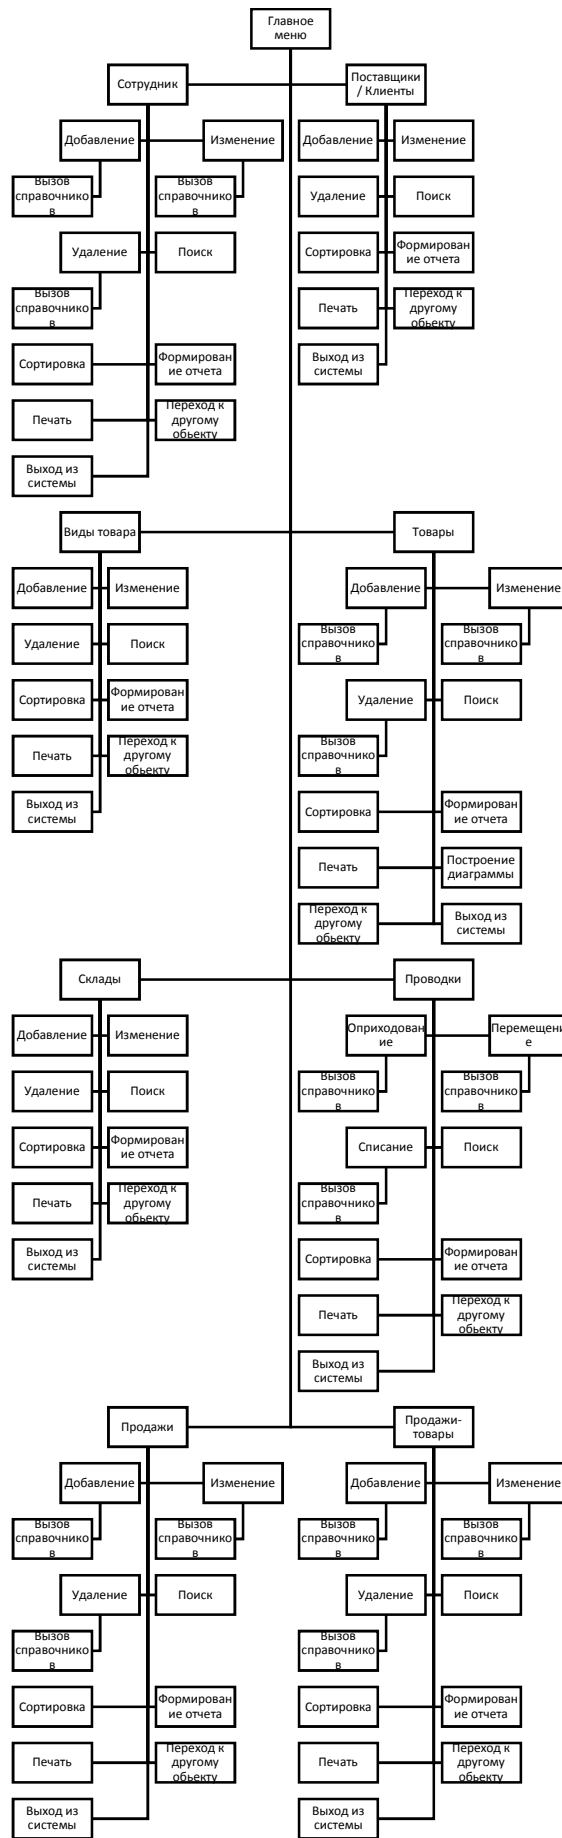 Главное
меню
Сотрудник
Поставщики
/ Клиенты
Добавление
Изменение
Добавление
Изменение
Вызов
справочнико
в
Вызов
справочнико
в
Удаление
Поиск
Удаление
Поиск
Сортировка
Формирован
ие отчета
Вызов
справочнико
в
Печать
Переход к
другому
обьекту
Сортировка
Формирован
ие отчета
Выход из
системы
Печать
Переход к
другому
обьекту
Выход из
системы
Виды товара
Товары
Добавление
Изменение
Добавление
Изменение
Удаление
Поиск
Вызов
справочнико
в
Вызов
справочнико
в
Сортировка
Формирован
ие отчета
Удаление
Поиск
Печать
Переход к
другому
обьекту
Вызов
справочнико
в
Выход из
системы
Сортировка
Формирован
ие отчета
Печать
Построение
диаграммы
Переход к
другому
обьекту
Выход из
системы
Склады
Проводки
Добавление
Изменение
Оприходован
ие
Перемещени
е
Удаление
Поиск
Вызов
справочнико
в
Вызов
справочнико
в
Сортировка
Формирован
ие отчета
Списание
Поиск
Печать
Переход к
другому
обьекту
Вызов
справочнико
в
Выход из
системы
Сортировка
Формирован
ие отчета
Печать
Переход к
другому
обьекту
Выход из
системы
Продажи
Продажи-
товары
Добавление
Изменение
Добавление
Изменение
Вызов
справочнико
в
Вызов
справочнико
в
Вызов
справочнико
в
Вызов
справочнико
в
Удаление
Поиск
Удаление
Поиск
Вызов
справочнико
в
Вызов
справочнико
в
Сортировка
Формирован
ие отчета
Сортировка
Формирован
ие отчета
Печать
Переход к
другому
обьекту
Печать
Переход к
другому
обьекту
Выход из
системы
Выход из
системы